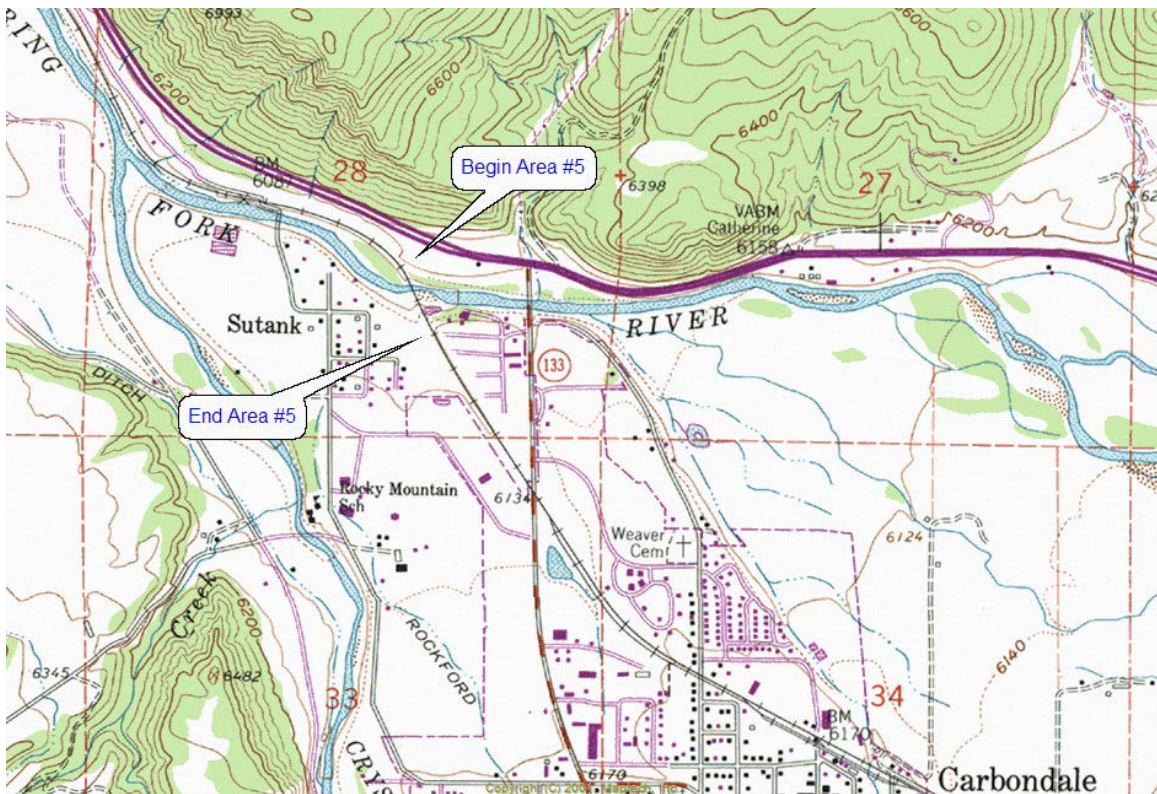 RING
6993
6200
6600
6400
Begin Area #5
BM
6087
28
6398
27
FORK
VABM
Catherine
6158
6200
Sutank
RIVER
133
DITCH
End Area #5
Rocky Mountain
Sch
6134
Weaver
Cem
6124
Creek
6200
ROCKFORD
6140
6345
6482
33
34
BM
6170
CRYS
6170
Carbondale